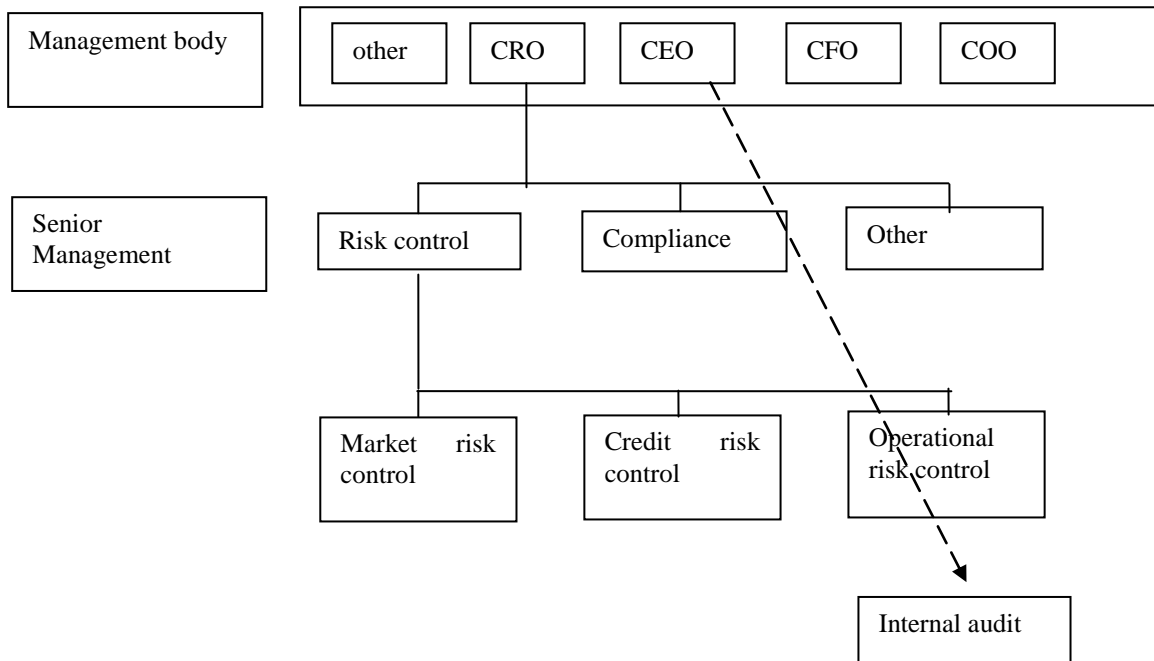 Management body
other
CRO
CEO
CFO
COO
Senior
Management
Risk control
Compliance
Other
Market risk
control
Credit risk
control
Operational
risk control
Internal audit